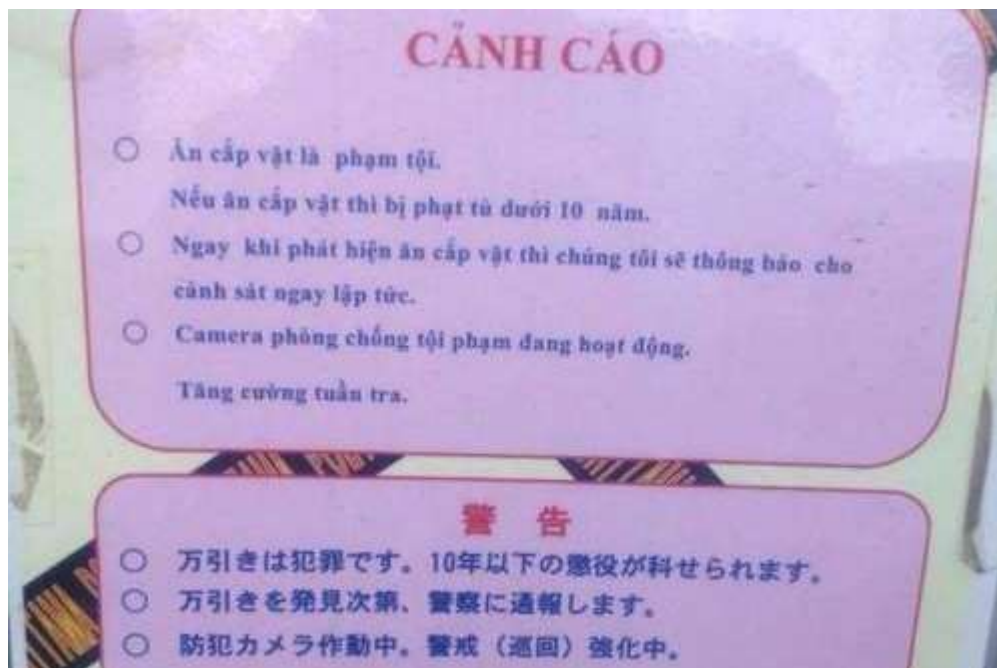 CẢNH CÁO
○ Ăn cắp vật là phạm tội.
Nếu ăn cắp vật thì bị phạt tù dưới 10 năm.
○ Ngay khi phát hiện ăn cắp vật thì chúng tôi sẽ thông báo cho
cảnh sát ngay lập tức.
○ Camera phòng chống tội phạm đang hoạt động.
Tăng cường tuần tra.
警 告
○ 万引きは犯罪です。10年以下の懲役が科せられます。
○ 万引きを発見次第、警察に通報します。
○ 防犯カメラ作動中。警戒（巡回）強化中。